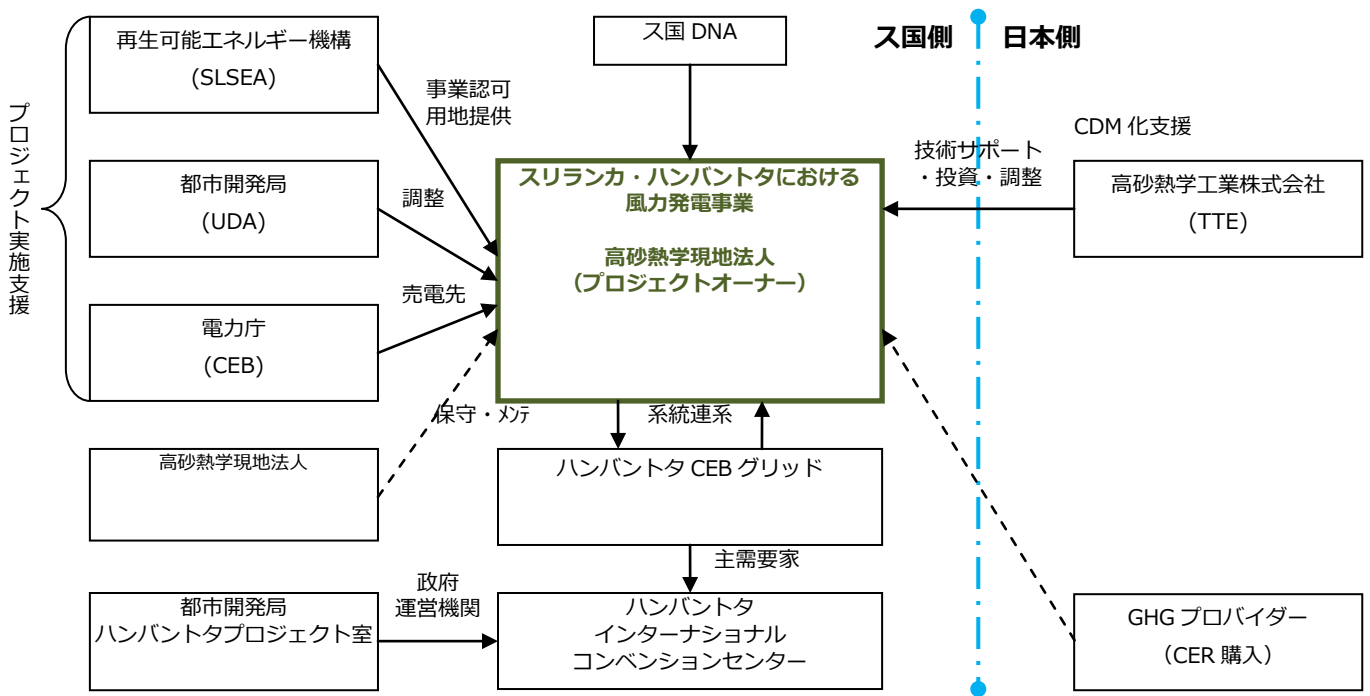 再生可能エネルギー機構
(SLSEA)
ス国 DNA
ス国側
日本側
事業認可
用地提供
プロジェクト実施支援
CDM 化支援
技術サポート
・投資・調整
都市開発局
(UDA)
調整
スリランカ・ハンバントタにおける
風力発電事業
高砂熱学現地法人
（プロジェクトオーナー）
高砂熱学工業株式会社
(TTE)
売電先
電力庁
(CEB)
保守・ﾒﾝﾃ
系統連系
高砂熱学現地法人
ハンバントタ CEB グリッド
主需要家
政府
運営機関
都市開発局
ハンバントタプロジェクト室
ハンバントタ
インターナショナル
コンベンションセンター
GHG プロバイダー
（CER 購入）